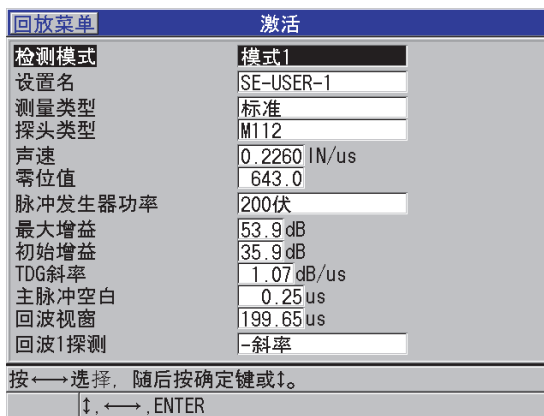 回放菜单 激活
检测模式 模式1
设置名 SE-USER-1
测量类型 标准
探头类型 M112
声速 0.2260 IN/us
零位值 643.0
脉冲发生器功率 200伏
最大增益 53.9 dB
初始增益 35.9 dB
TDG斜率 1.07 dB/us
主脉冲空白 0.25 us
回波视窗 199.65 us
回波1探测 -斜率
按←→选择, 随后按确定键或↕。
↕, ←→, ENTER